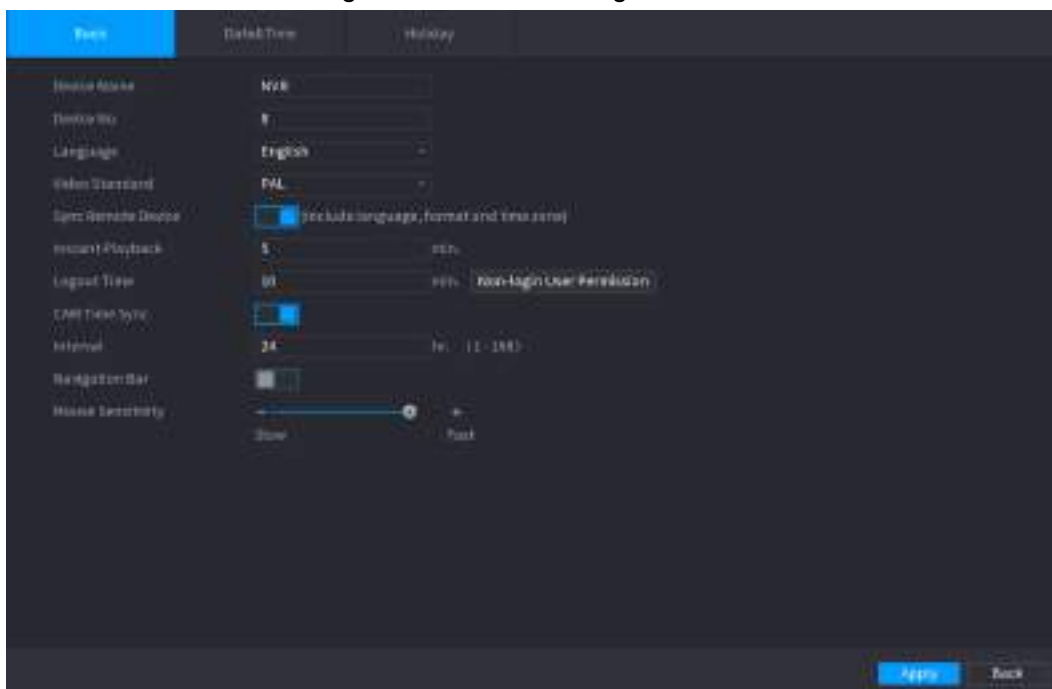 Basic Date&Time Holiday
Device Name NVR
Device No. 8
Language English
Video Standard PAL
Sync Remote Device (include language, format and time zone)
Instant Playback 5 min.
Logout Time 10 min. Non-login User Permission
CAM Time Sync
Interval 24 hr. (1-168)
Navigation Bar
Mouse Sensitivity
Slow Fast
Apply Back